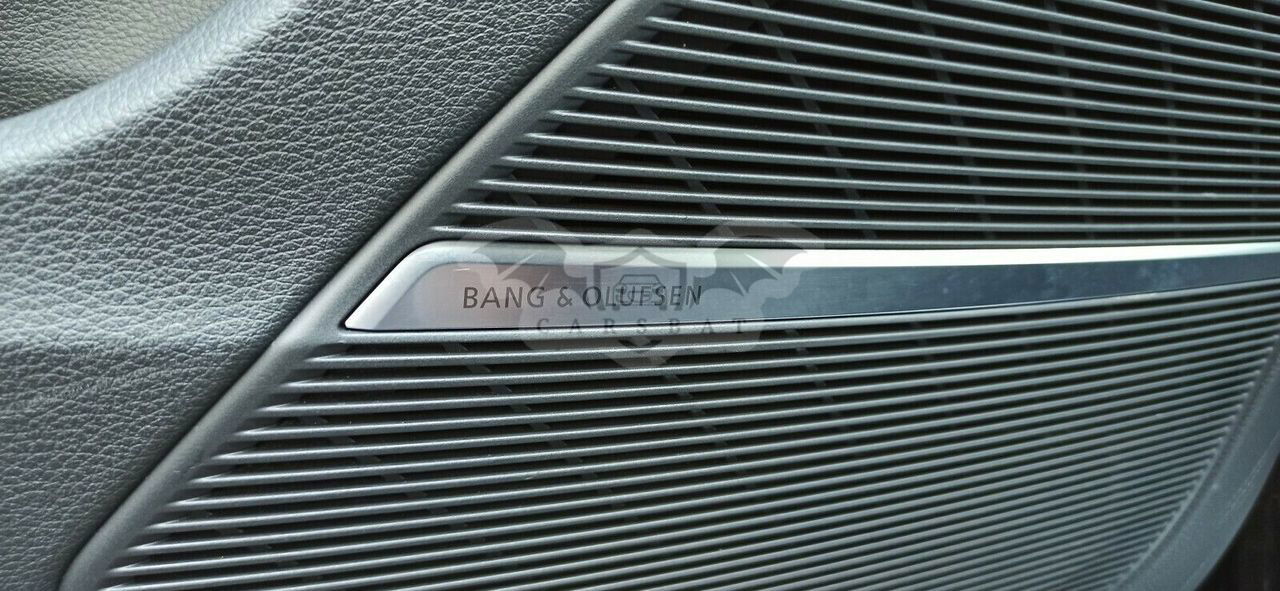 BANG & OLUFSEN
CARSBAT